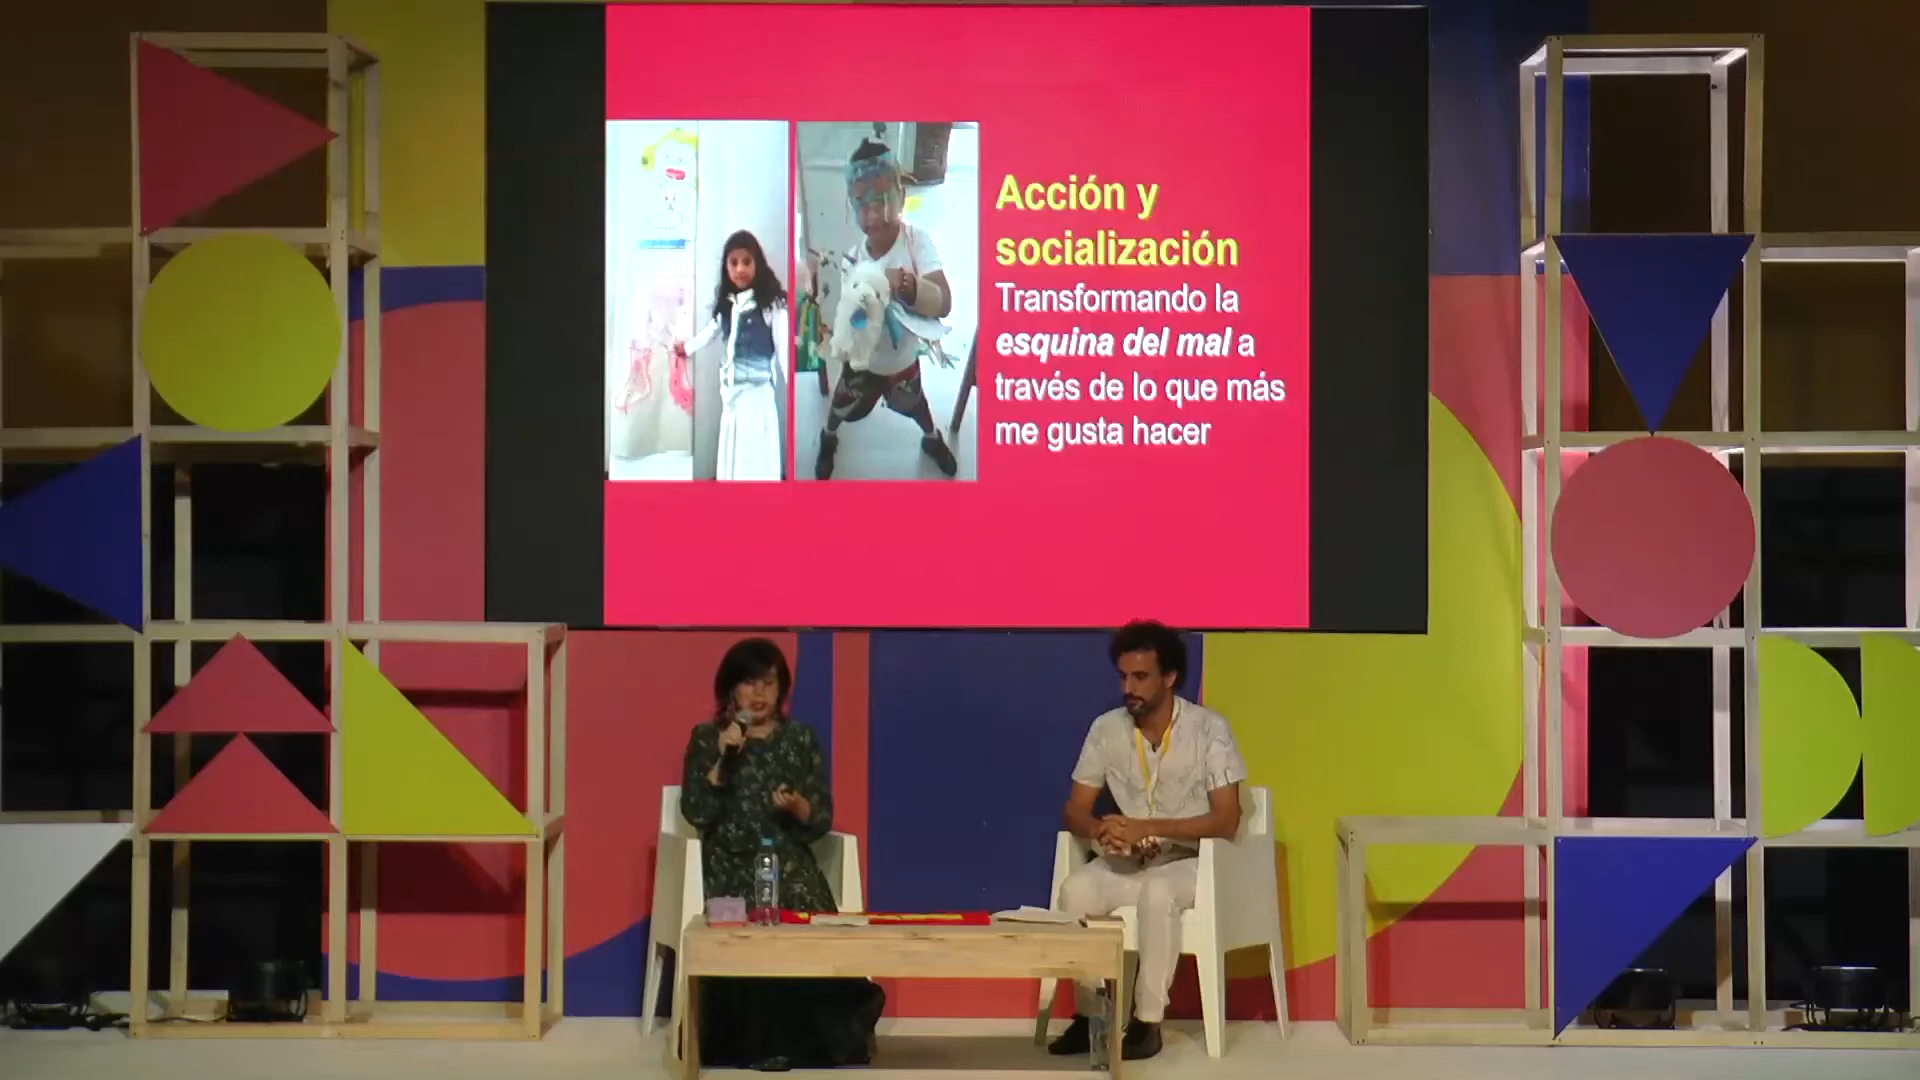 Acción y
socialización
Transformando la
esquina del mal a
través de lo que más
me gusta hacer